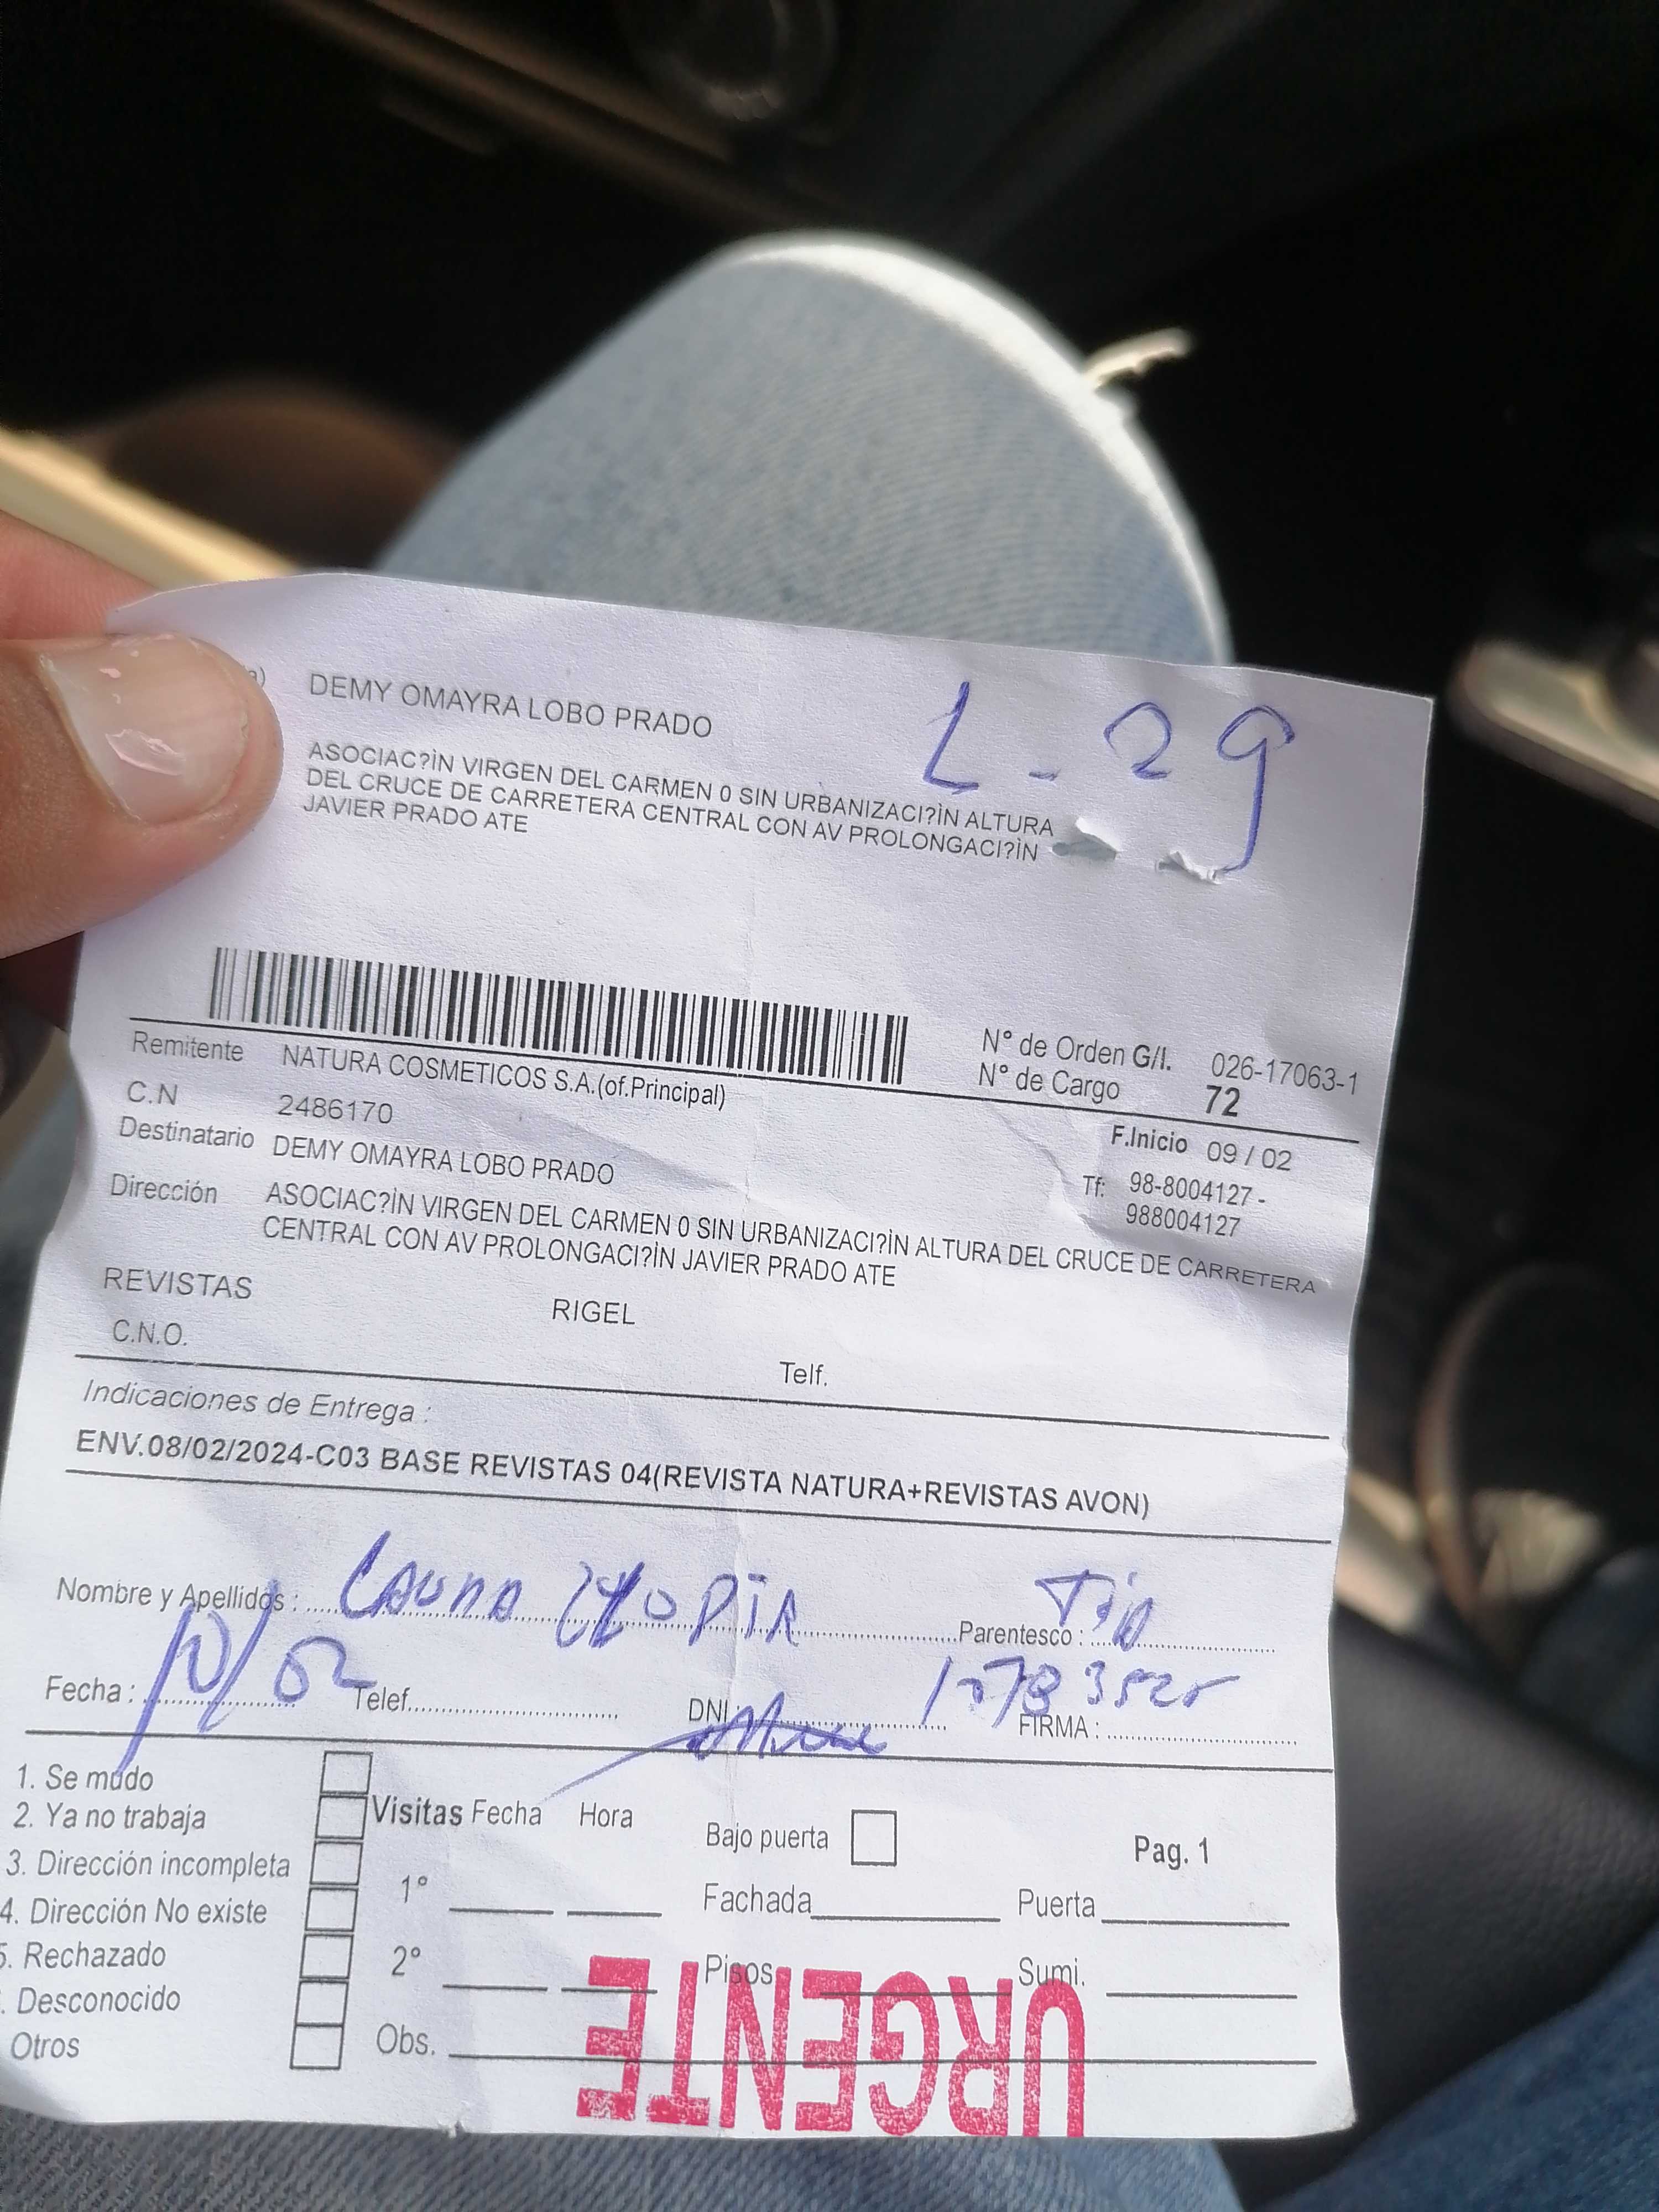 DEMY OMAYRA LOBO PRADO
L - 29
ASOCIAC?ÌN VIRGEN DEL CARMEN 0 SIN URBANIZACI?ÌN ALTURA
DEL CRUCE DE CARRETERA CENTRAL CON AV PROLONGACI?ÌN
JAVIER PRADO ATE
N° de Orden G/I. 026-17063-1
N° de Cargo 72
Remitente NATURA COSMETICOS S.A.(of.Principal)
C.N 2486170
F.Inicio 09 / 02
Destinatario DEMY OMAYRA LOBO PRADO
Tf: 98-8004127 -
988004127
Dirección ASOCIAC?ÌN VIRGEN DEL CARMEN 0 SIN URBANIZACI?ÌN ALTURA DEL CRUCE DE CARRETERA
CENTRAL CON AV PROLONGACI?ÌN JAVIER PRADO ATE
REVISTAS RIGEL
C.N.O. Telf.
Indicaciones de Entrega :
ENV.08/02/2024-C03 BASE REVISTAS 04(REVISTA NATURA+REVISTAS AVON)
Nombre y Apellidos : Parentesco :
Fecha : Telef. DNI: FIRMA :
1. Se mudo
2. Ya no trabaja
3. Dirección incompleta
4. Dirección No existe
5. Rechazado
. Desconocido
Otros
Visitas Fecha Hora
1°
2°
Obs.
Bajo puerta Pag. 1
Fachada Puerta
Pisos Sumi.
URGENTE